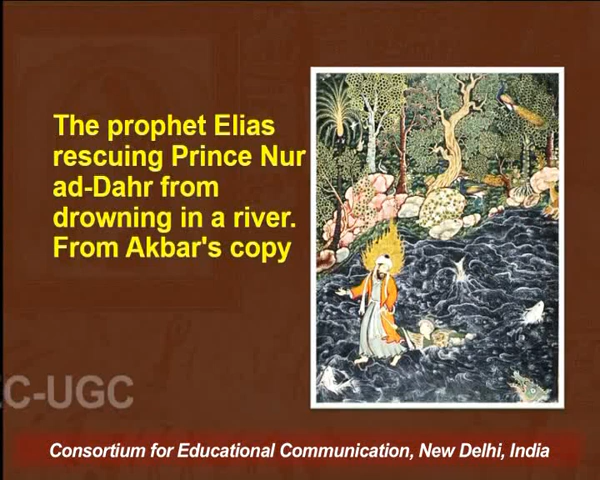 The prophet Elias
rescuing Prince Nur
ad-Dahr from
drowning in a river.
From Akbar's copy
C-UGC
Consortium for Educational Communication, New Delhi, India